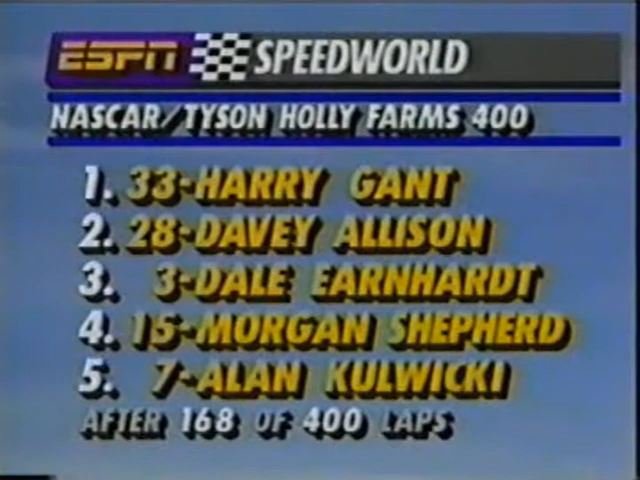 ESPN SPEEDWORLD
NASCAR/TYSON HOLLY FARMS 400
1. 33-HARRY GANT
2. 28-DAVEY ALLISON
3. 3-DALE EARNHARDT
4. 15-MORGAN SHEPHERD
5. 7-ALAN KULWICKI
AFTER 168 OF 400 LAPS